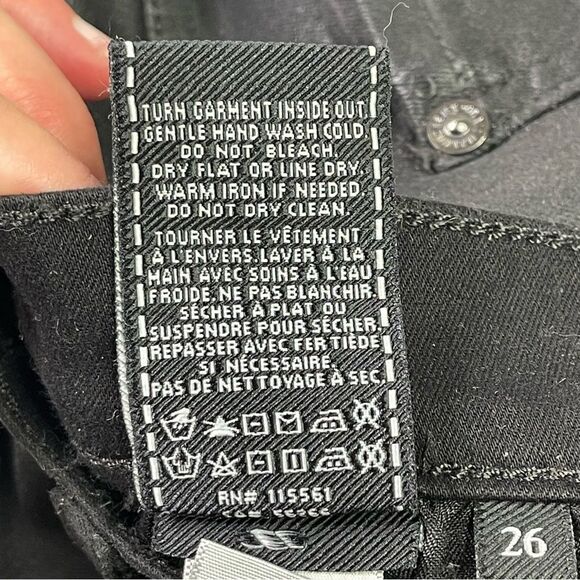 TURN GARMENT INSIDE OUT.
GENTLE HAND WASH COLD.
DO NOT BLEACH.
DRY FLAT OR LINE DRY.
WARM IRON IF NEEDED.
DO NOT DRY CLEAN.
TOURNER LE VÊTEMENT
À L'ENVERS.LAVER À LA
MAIN AVEC SOINS À L'EAU
FROIDE. NE PAS BLANCHIR.
SÉCHER À PLAT OU
SUSPENDRE POUR SÉCHER.
REPASSER AVEC FER TIÈDE
SI NÉCESSAIRE.
PAS DE NETTOYAGE À SEC.
RN# 115561
26